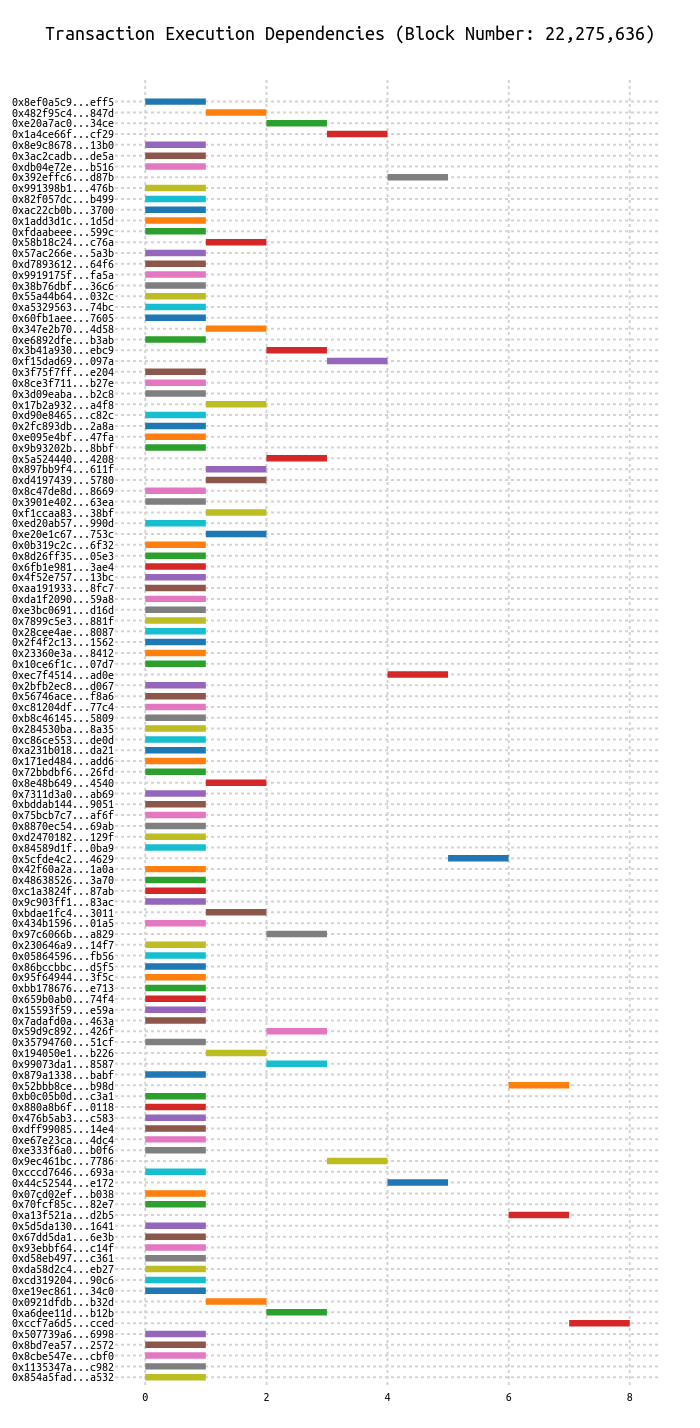 Transaction Execution Dependencies (Block Number: 22,275,636)
0x8ef0a5c9...eff5
0x482f95c4...847d
0xe20a7ac0...34ce
0x1a4ce66f...cf29
0x8e9c8678...13b0
0x3ac2cadb...de5a
0xdb04e72e...b516
0x392effc6...d87b
0x991398b1...476b
0x82f057dc...b499
0xac22cb0b...3700
0x1add3d1c...1d5d
0xfdaabeee...599c
0x58b18c24...c76a
0x57ac266e...5a3b
0xd7893612...64f6
0x9919175f...fa5a
0x38b76dbf...36c6
0x55a44b64...032c
0xa5329563...74bc
0x60fb1aee...7605
0x347e2b70...4d58
0xe6892dfe...b3ab
0x3b41a930...ebc9
0xf15dad69...097a
0x3f75f7ff...e204
0x8ce3f711...b27e
0x3d09eaba...b2c8
0x17b2a932...a4f8
0xd90e8465...c82c
0x2fc893db...2a8a
0xe095e4bf...47fa
0x9b93202b...8bbf
0x5a524440...4208
0x897bb9f4...611f
0xd4197439...5780
0x8c47de8d...8669
0x3901e402...63ea
0xf1ccaa83...38bf
0xed20ab57...990d
0xe20e1c67...753c
0x0b319c2c...6f32
0x8d26ff35...05e3
0x6fb1e981...3ae4
0x4f52e757...13bc
0xaa191933...8fc7
0xda1f2090...59a8
0xe3bc0691...d16d
0x7899c5e3...881f
0x28cee4ae...8087
0x2f4f2c13...1562
0x23360e3a...8412
0x10ce6f1c...07d7
0xec7f4514...ad0e
0x2bfb2ec8...d067
0x56746ace...f8a6
0xc81204df...77c4
0xb8c46145...5809
0x284530ba...8a35
0xc86ce553...de0d
0xa231b018...da21
0x171ed484...add6
0x72bbdbf6...26fd
0x8e48b649...4540
0x7311d3a0...ab69
0xbddab144...9051
0x75bcb7c7...af6f
0x8870ec54...69ab
0xd2470182...129f
0x84589d1f...0ba9
0x5cfde4c2...4629
0x42f60a2a...1a0a
0x48638526...3a70
0xc1a3824f...87ab
0x9c903ff1...83ac
0xbdae1fc4...3011
0x434b1596...01a5
0x97c6066b...a829
0x230646a9...14f7
0x05864596...fb56
0x86bccbbc...d5f5
0x95f64944...3f5c
0xbb178676...e713
0x659b0ab0...74f4
0x15593f59...e59a
0x7adafd0a...463a
0x59d9c892...426f
0x35794760...51cf
0x194050e1...b226
0x99073da1...8587
0x879a1338...babf
0x52bbb8ce...b98d
0xb0c05b0d...c3a1
0x880a8b6f...0118
0x476b5ab3...c583
0xdff99085...14e4
0xe67e23ca...4dc4
0xe333f6a0...b0f6
0x9ec461bc...7786
0xcccd7646...693a
0x44c52544...e172
0x07cd02ef...b038
0x70fcf85c...82e7
0xa13f521a...d2b5
0x5d5da130...1641
0x67dd5da1...6e3b
0x93ebbf64...c14f
0xd58eb497...c361
0xda58d2c4...eb27
0xcd319204...90c6
0xe19ec861...34c0
0x0921dfdb...b32d
0xa6dee11d...b12b
0xccf7a6d5...cced
0x507739a6...6998
0x8bd7ea57...2572
0x8cbe547e...cbf0
0x1135347a...c982
0x854a5fad...a532
0 2 4 6 8